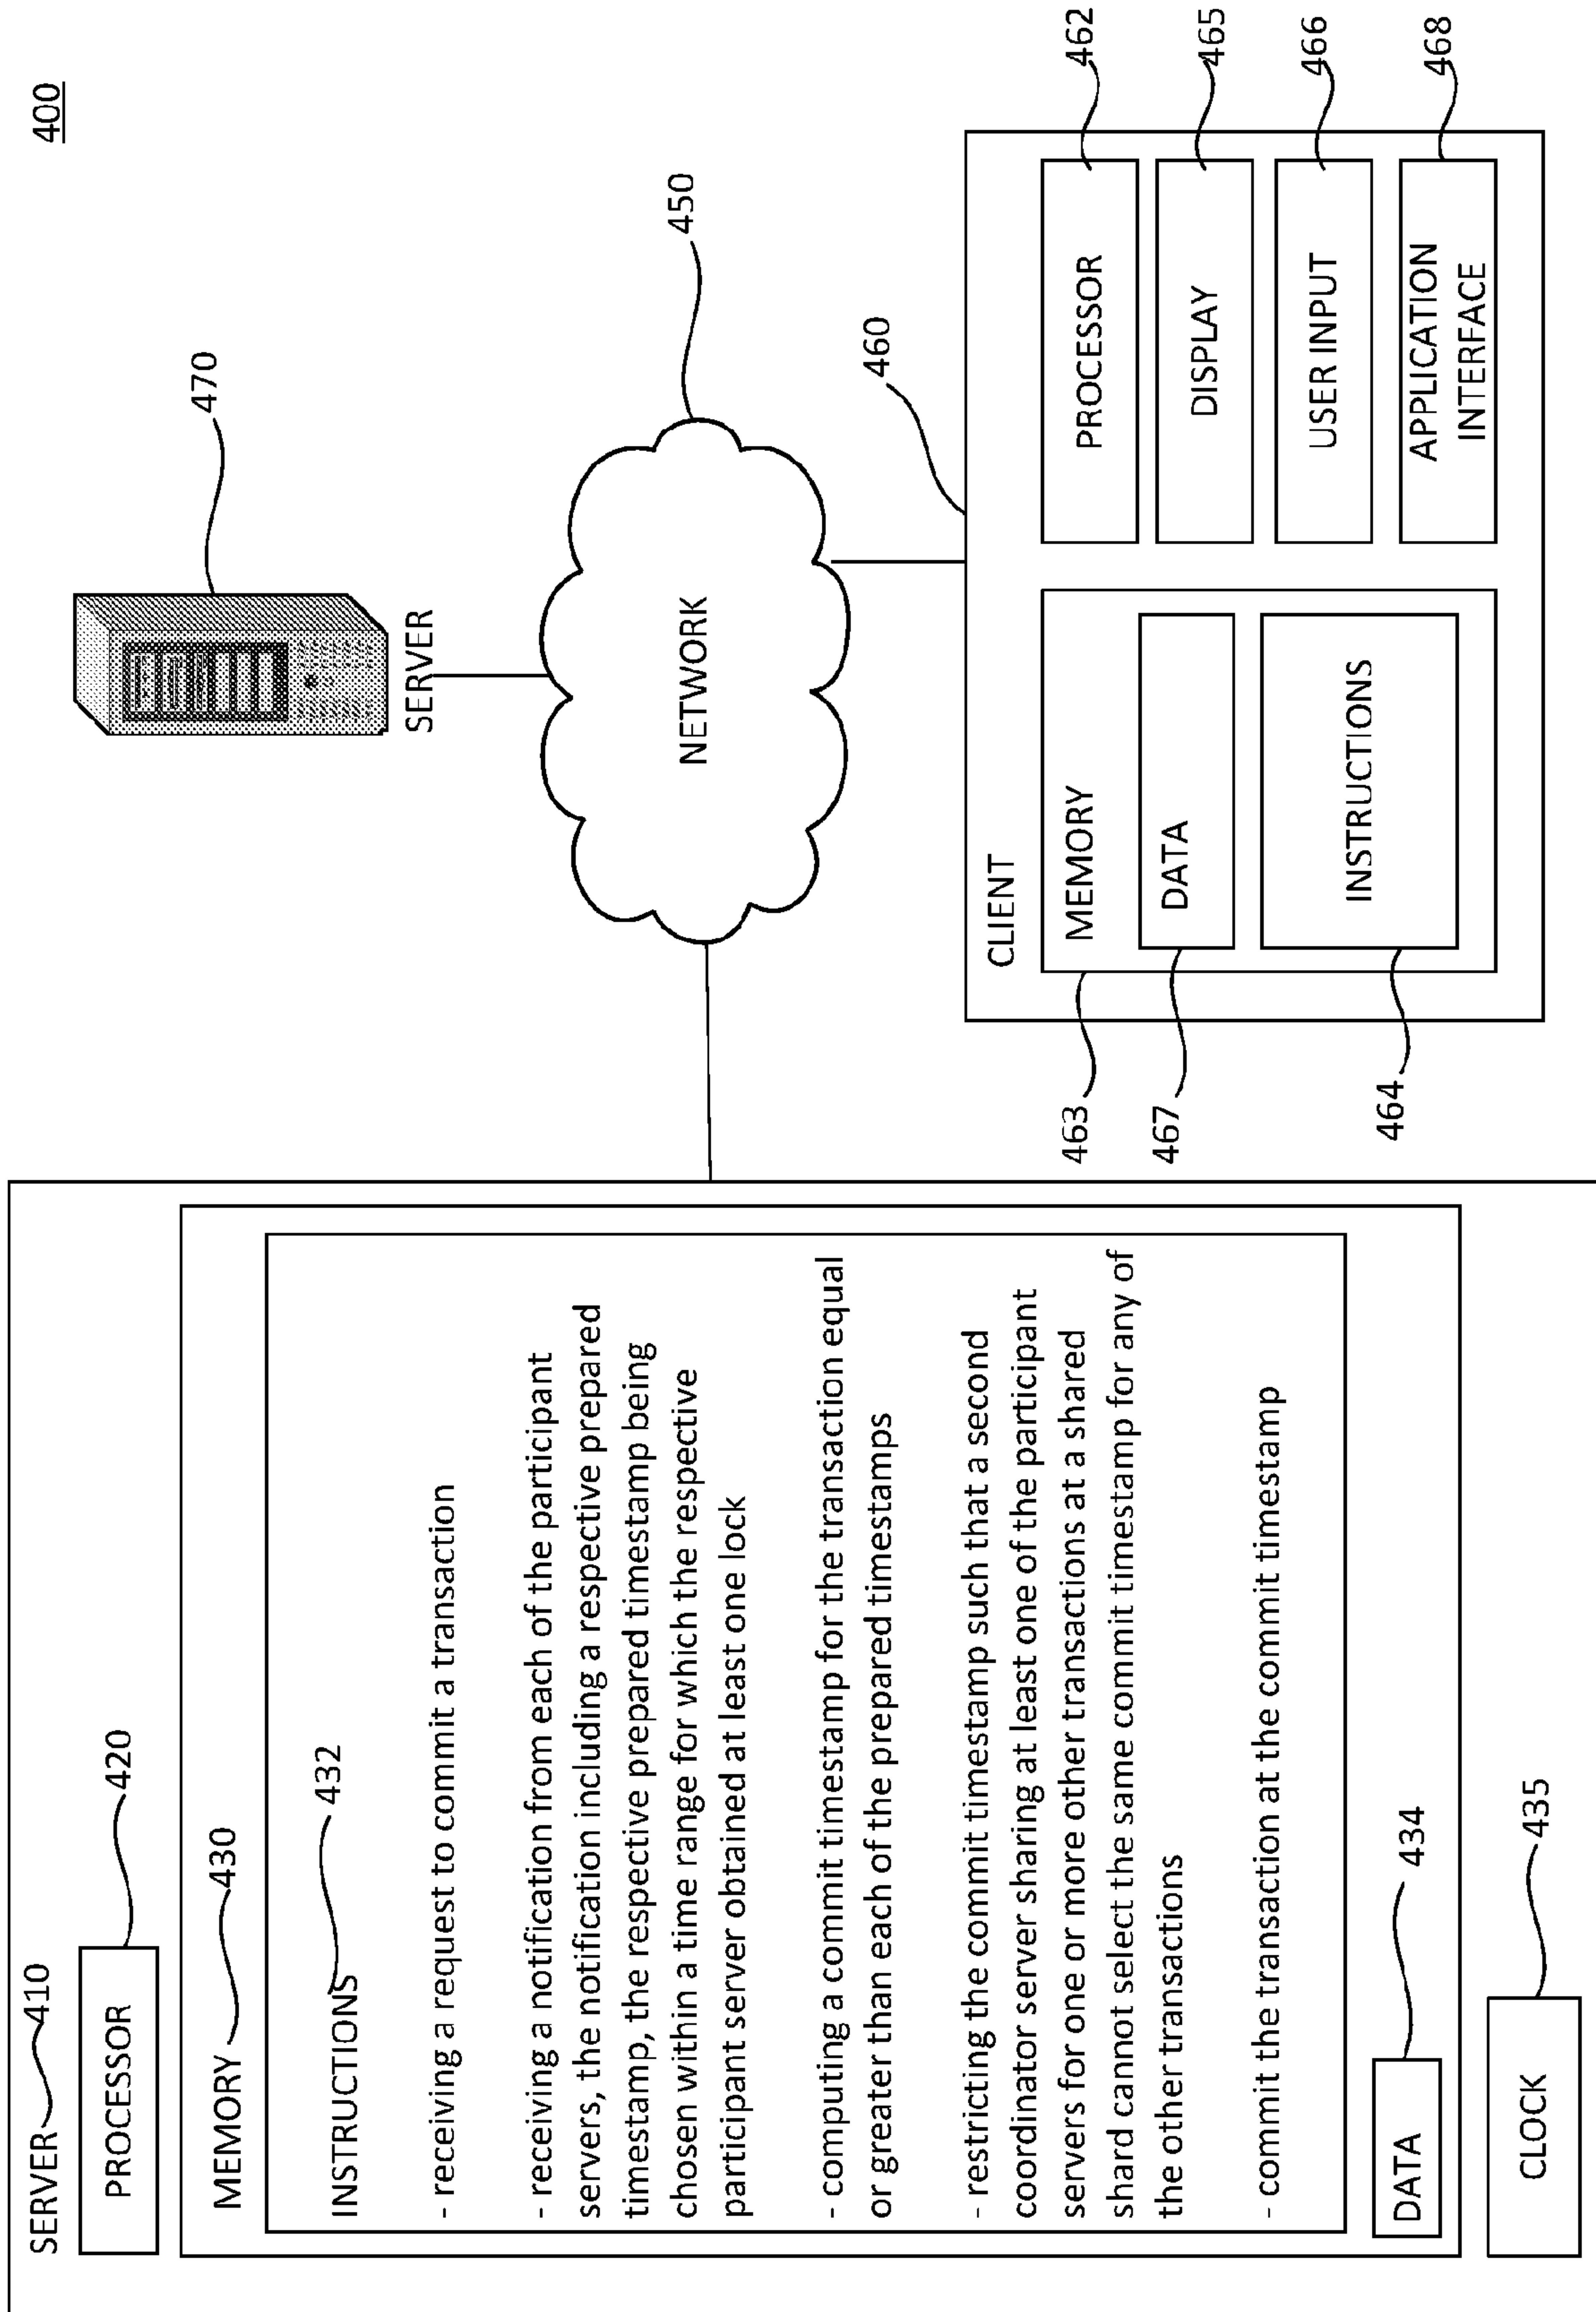 400
SERVER 410
PROCESSOR
420
MEMORY 430
INSTRUCTIONS 432
- receiving a request to commit a transaction
- receiving a notification from each of the participant
servers, the notification including a respective prepared
timestamp, the respective prepared timestamp being
chosen within a time range for which the respective
participant server obtained at least one lock
- computing a commit timestamp for the transaction equal
or greater than each of the prepared timestamps
- restricting the commit timestamp such that a second
coordinator server sharing at least one of the participant
servers for one or more other transactions at a shared
shard cannot select the same commit timestamp for any of
the other transactions
- commit the transaction at the commit timestamp
DATA
434
CLOCK
435
470
SERVER
NETWORK
450
460
CLIENT
MEMORY
DATA
INSTRUCTIONS
463
467
464
PROCESSOR
462
DISPLAY
465
USER INPUT
466
APPLICATION
INTERFACE
468